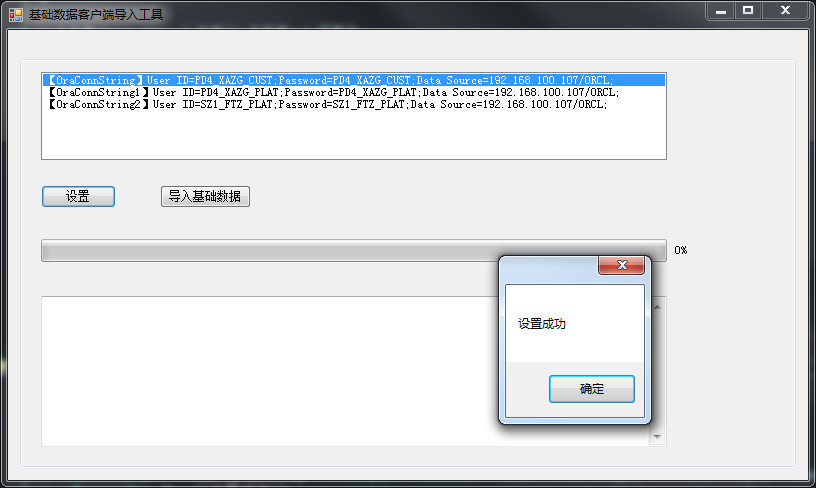 基础数据客户端导入工具
【OraConnString】User ID=PD4_XAZG_CUST;Password=PD4_XAZG_CUST;Data Source=192.168.100.107/ORCL;
【OraConnString1】User ID=PD4_XAZG_PLAT;Password=PD4_XAZG_PLAT;Data Source=192.168.100.107/ORCL;
【OraConnString2】User ID=SZ1_FTZ_PLAT;Password=SZ1_FTZ_PLAT;Data Source=192.168.100.107/ORCL;
设置
导入基础数据
0%
设置成功
确定